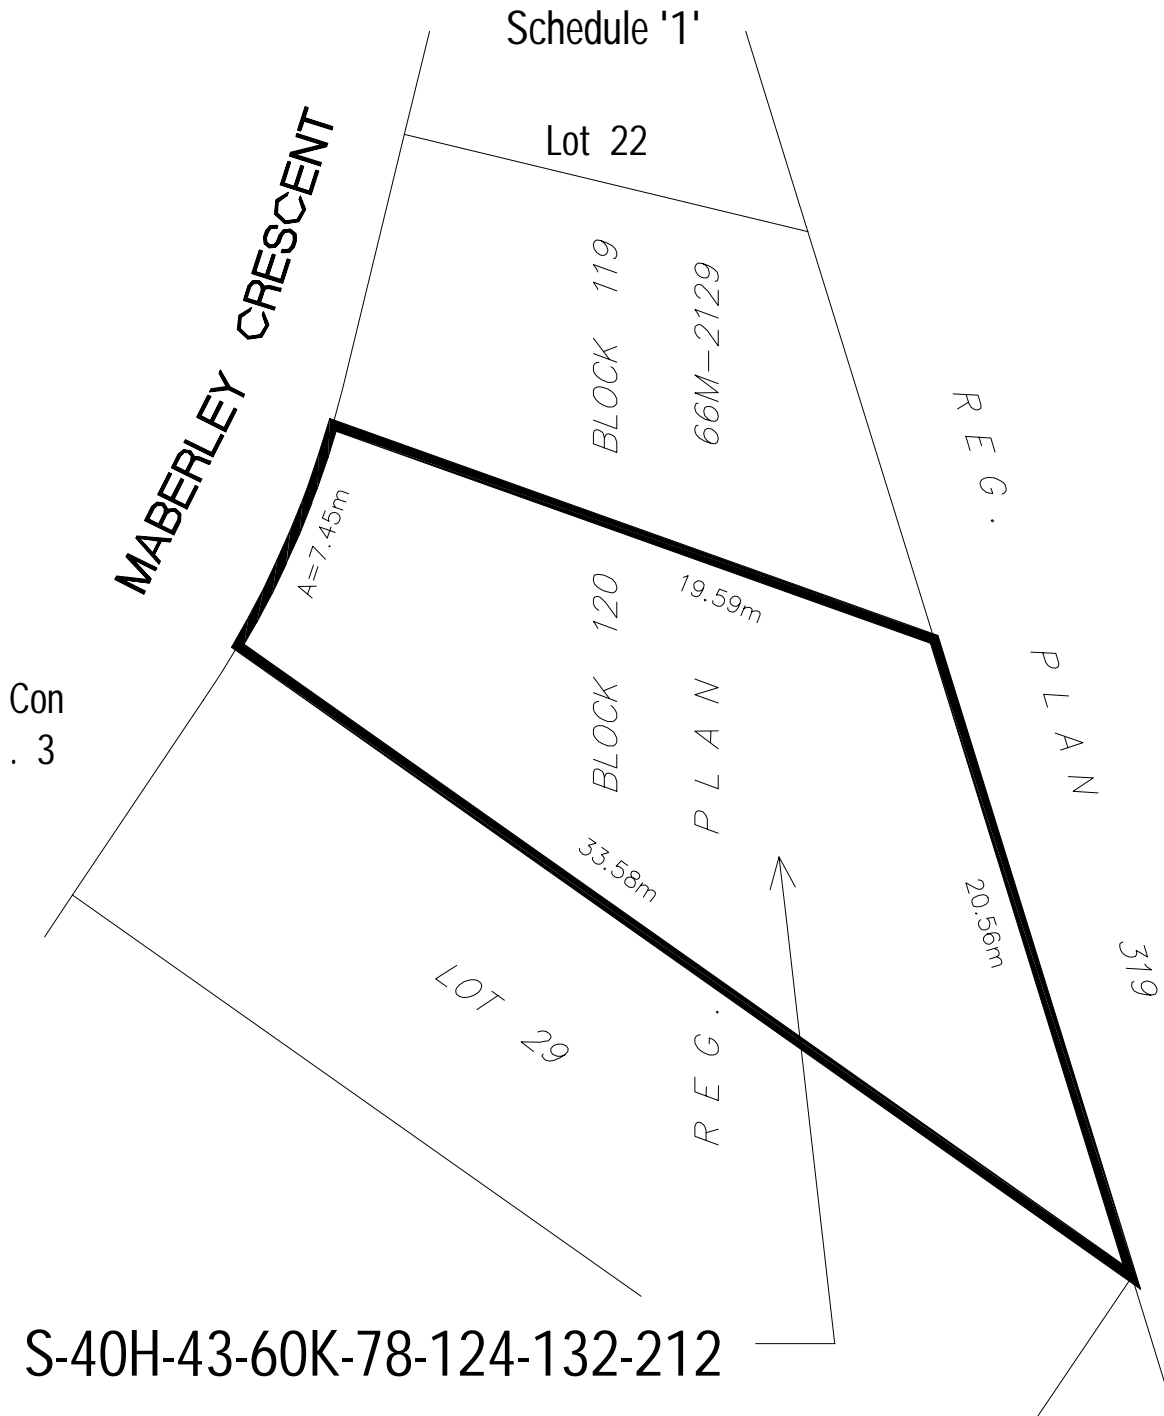 Schedule '1'
Lot 22
MABERLEY CRESCENT
BLOCK 119
66M-2129
REG. PLAN 319
A=7.45m
19.59m
BLOCK 120
REG. PLAN
Con
. 3
33.58m
20.56m
LOT 29
S-40H-43-60K-78-124-132-212